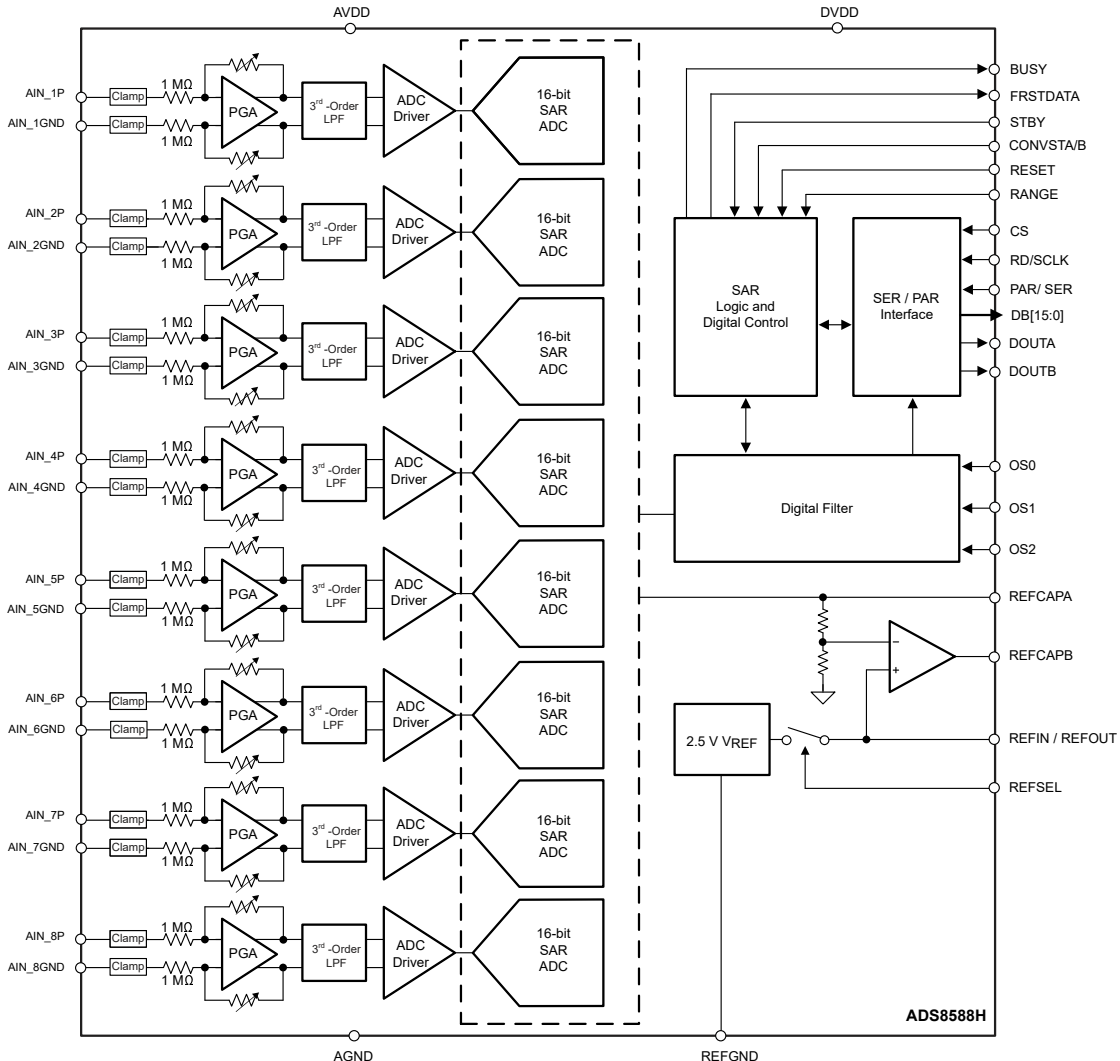 AVDD
DVDD
AIN_1P
Clamp
1 MΩ
PGA
3rd -Order
LPF
ADC
Driver
16-bit
SAR
ADC
AIN_1GND
Clamp
1 MΩ
AIN_2P
Clamp
1 MΩ
PGA
3rd -Order
LPF
ADC
Driver
16-bit
SAR
ADC
AIN_2GND
Clamp
1 MΩ
AIN_3P
Clamp
1 MΩ
PGA
3rd -Order
LPF
ADC
Driver
16-bit
SAR
ADC
AIN_3GND
Clamp
1 MΩ
AIN_4P
Clamp
1 MΩ
PGA
3rd -Order
LPF
ADC
Driver
16-bit
SAR
ADC
AIN_4GND
Clamp
1 MΩ
AIN_5P
Clamp
1 MΩ
PGA
3rd -Order
LPF
ADC
Driver
16-bit
SAR
ADC
AIN_5GND
Clamp
1 MΩ
AIN_6P
Clamp
1 MΩ
PGA
3rd -Order
LPF
ADC
Driver
16-bit
SAR
ADC
AIN_6GND
Clamp
1 MΩ
AIN_7P
Clamp
1 MΩ
PGA
3rd -Order
LPF
ADC
Driver
16-bit
SAR
ADC
AIN_7GND
Clamp
1 MΩ
AIN_8P
Clamp
1 MΩ
PGA
3rd -Order
LPF
ADC
Driver
16-bit
SAR
ADC
AIN_8GND
Clamp
1 MΩ
BUSY
FRSTDATA
STBY
CONVSTA/B
RESET
RANGE
CS
RD/SCLK
PAR/ SER
DB[15:0]
DOUTA
DOUTB
SAR
Logic and
Digital Control
SER / PAR
Interface
Digital Filter
OS0
OS1
OS2
REFCAPA
−
+
REFCAPB
2.5 V VREF
REFIN / REFOUT
REFSEL
ADS8588H
AGND
REFGND